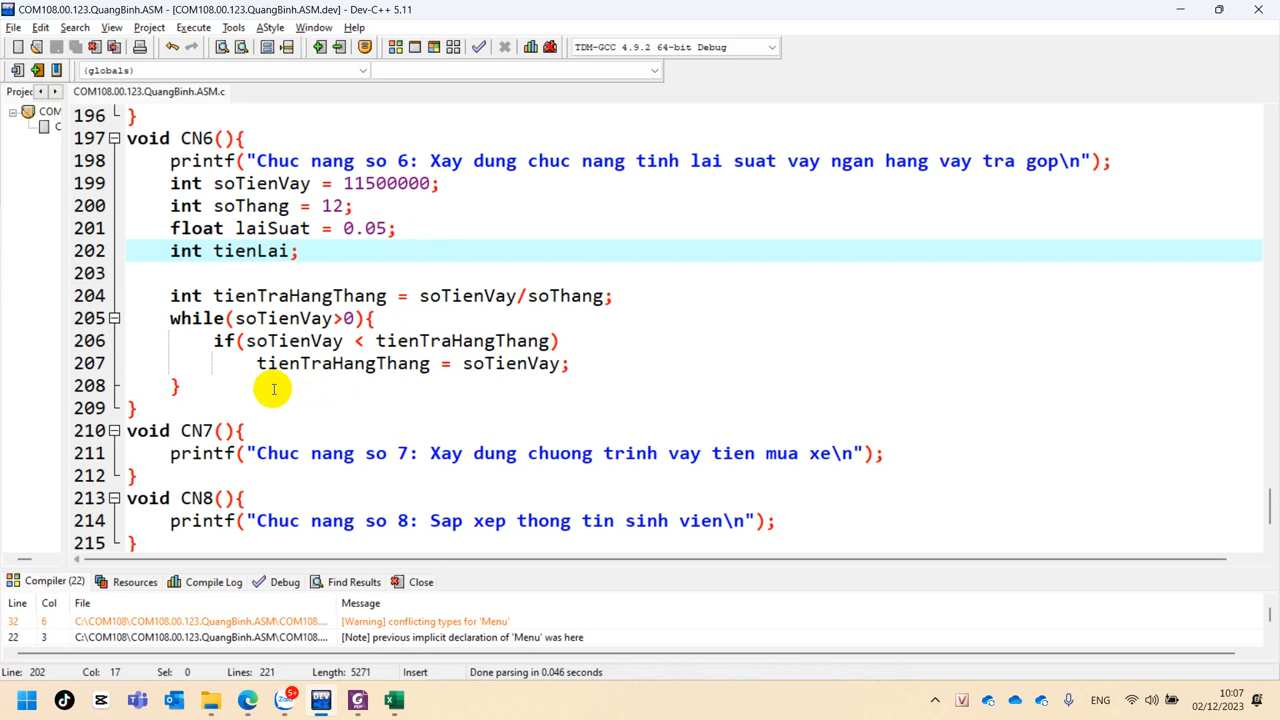 COM108.00.123.QuangBinh.ASM - [COM108.00.123.QuangBinh.ASM.dev] - Dev-C++ 5.11
File Edit Search View Project Execute Tools AStyle Window Help
TDM-GCC 4.9.2 64-bit Debug
(globals)
Projec COM108.00.123.QuangBinh.ASM.c
COM
C
196 }
197 void CN6(){
198 printf("Chuc nang so 6: Xay dung chuc nang tinh lai suat vay ngan hang vay tra gop\n");
199 int soTienVay = 11500000;
200 int soThang = 12;
201 float laiSuat = 0.05;
202 int tienLai;
203
204 int tienTraHangThang = soTienVay/soThang;
205 while(soTienVay>0){
206 if(soTienVay < tienTraHangThang)
207 tienTraHangThang = soTienVay;
208 }
209 }
210 void CN7(){
211 printf("Chuc nang so 7: Xay dung chuong trinh vay tien mua xe\n");
212 }
213 void CN8(){
214 printf("Chuc nang so 8: Sap xep thong tin sinh vien\n");
215 }
Compiler (22) Resources Compile Log Debug Find Results Close
Line Col File Message
32 6 C:\COM108\COM108.00.123.QuangBinh.ASM\COM108.... [Warning] conflicting types for 'Menu'
22 3 C:\COM108\COM108.00.123.QuangBinh.ASM\COM108.... [Note] previous implicit declaration of 'Menu' was here
Line: 202 Col: 17 Sel: 0 Lines: 221 Length: 5271 Insert Done parsing in 0.046 seconds
Zalo 5+ DEV PDF V ENG 10:07
02/12/2023